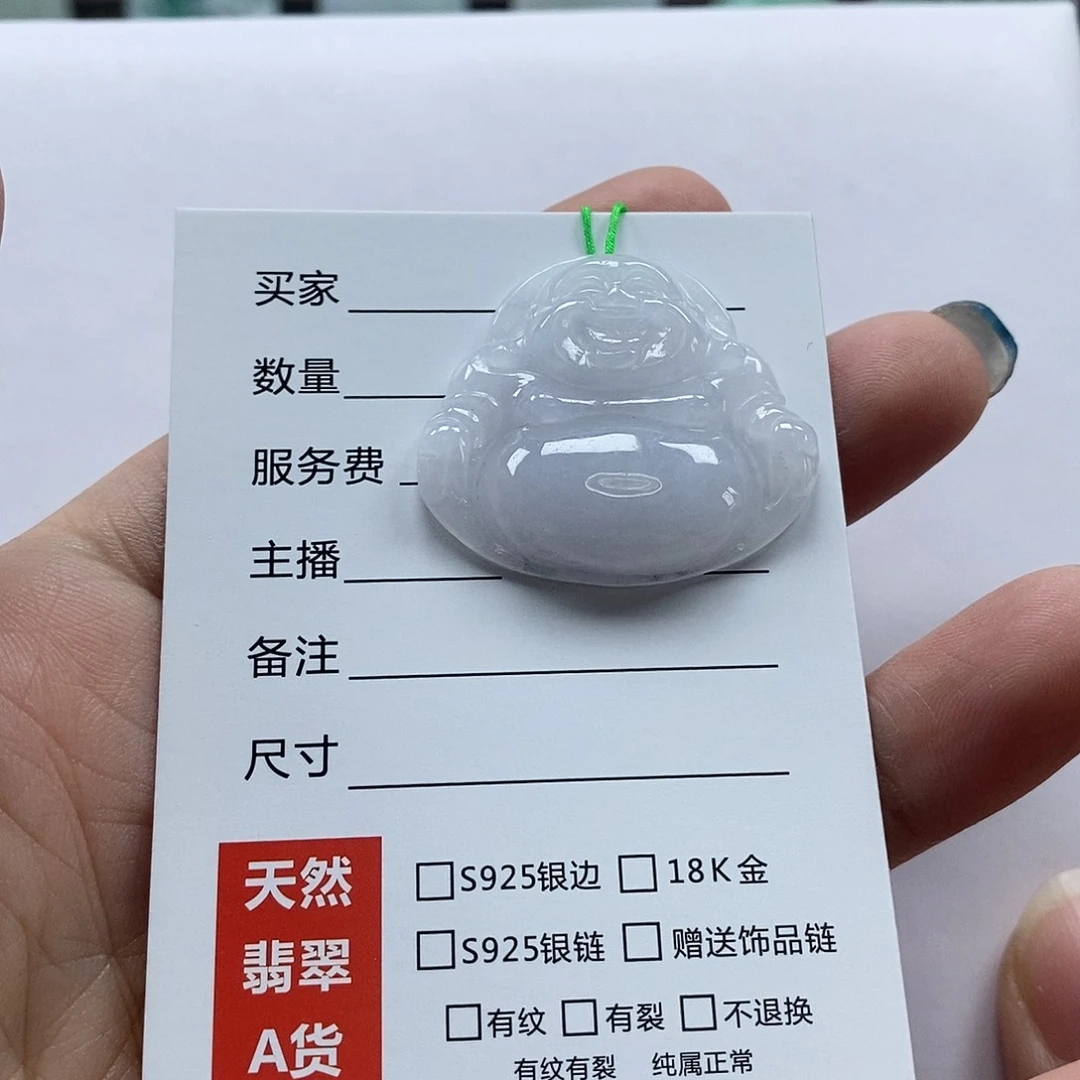 买家
数量
服务费
主播
备注
尺寸
天然
翡翠
A货
S925银边 18K金
S925银链 赠送饰品链
有纹 有裂 不退换
有纹有裂 纯属正常